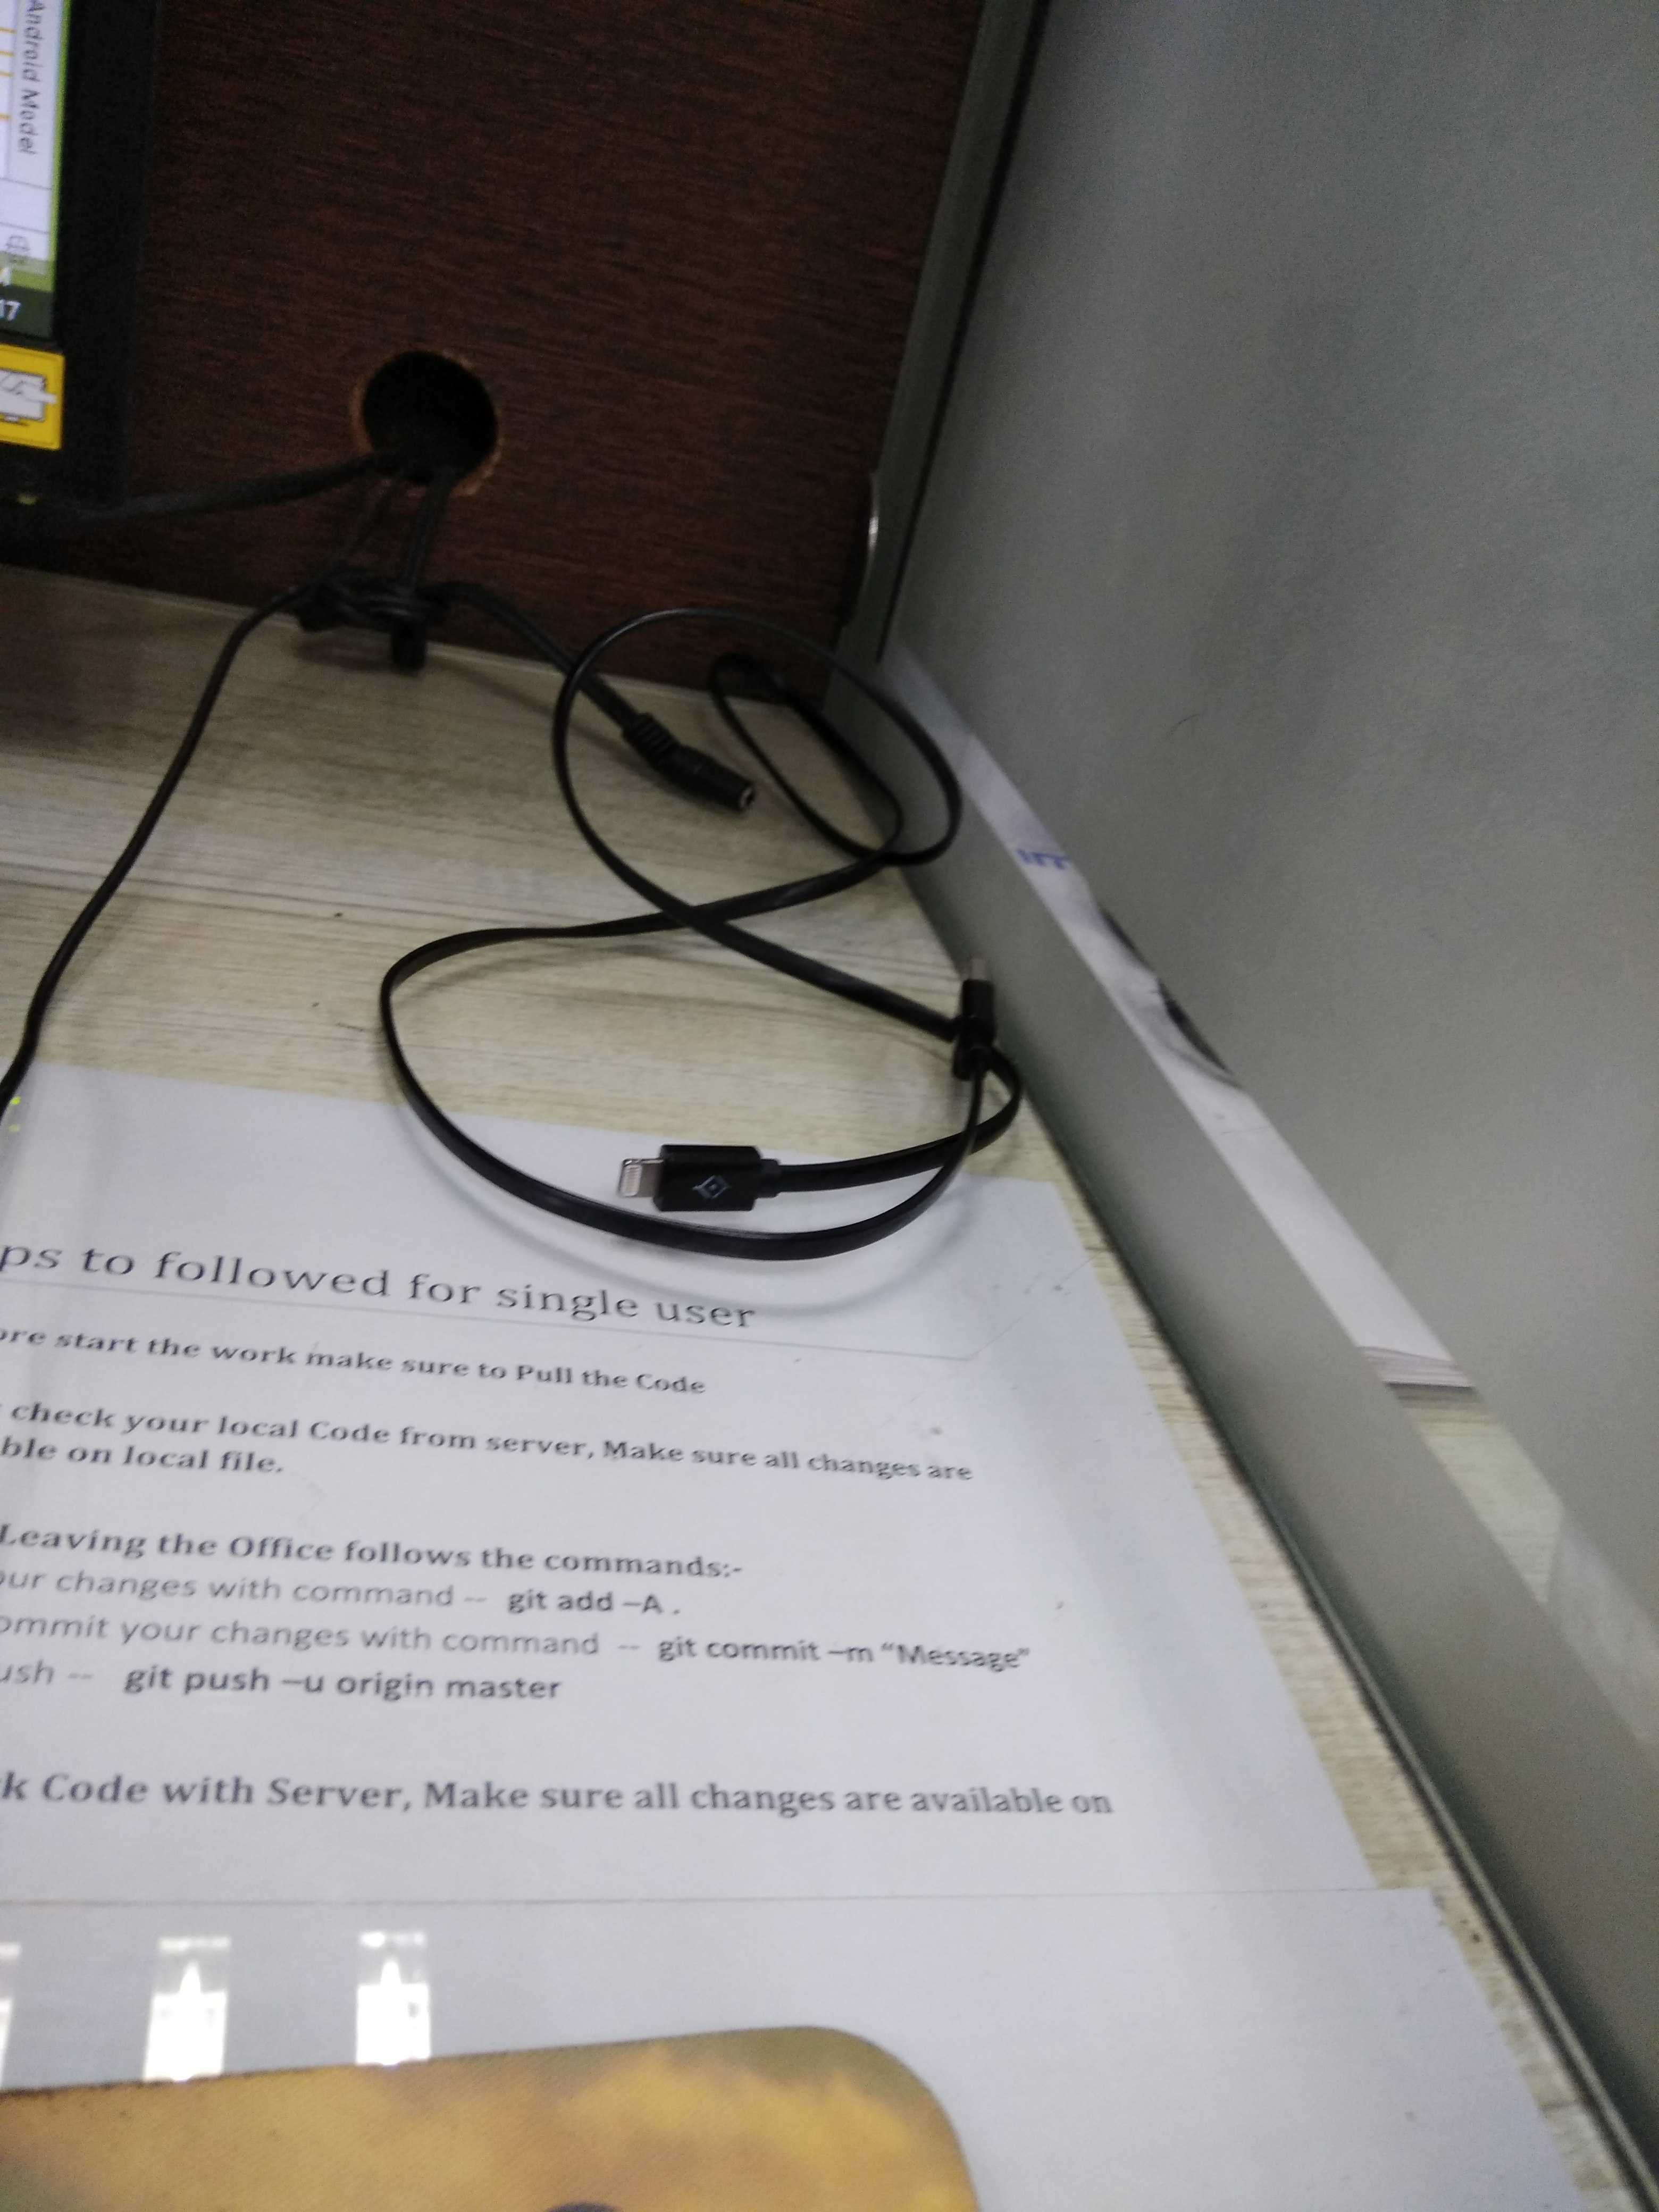 Android Model
17
ps to followed for single user
ore start the work make sure to Pull the Code
check your local Code from server, Make sure all changes are
ble on local file.
Leaving the Office follows the commands:-
our changes with command -- git add –A .
ommit your changes with command -- git commit –m “Message”
ush -- git push –u origin master
k Code with Server, Make sure all changes are available on